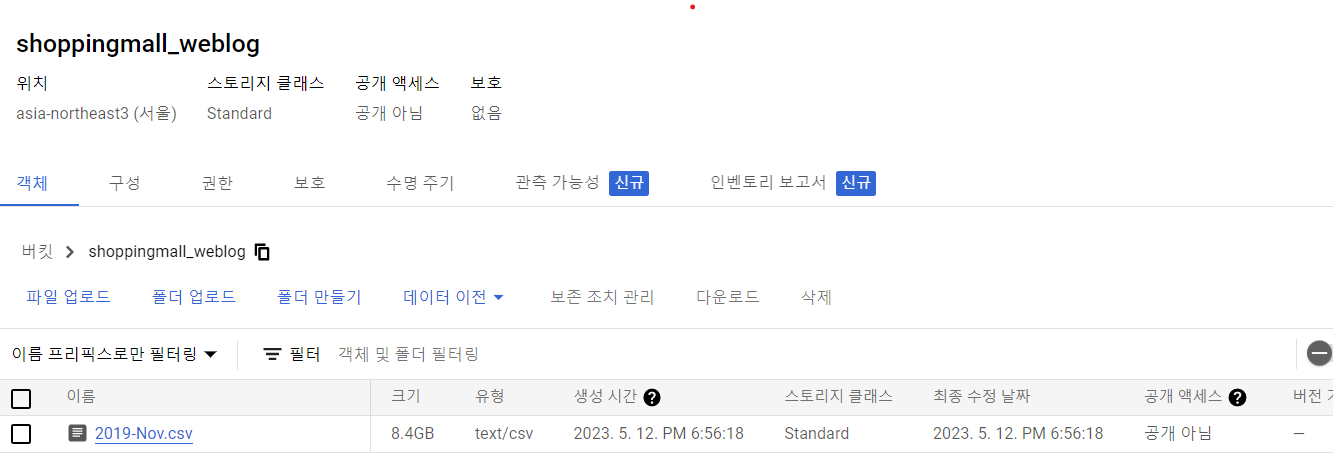 shoppingmall_weblog
위치 스토리지 클래스 공개 액세스 보호
asia-northeast3 (서울) Standard 공개 아님 없음
객체 구성 권한 보호 수명 주기 관측 가능성 신규 인벤토리 보고서 신규
버킷 shoppingmall_weblog
파일 업로드 폴더 업로드 폴더 만들기 데이터 이전 보존 조치 관리 다운로드 삭제
이름 프리픽스로만 필터링 필터 객체 및 폴더 필터링
이름 크기 유형 생성 시간 스토리지 클래스 최종 수정 날짜 공개 액세스 버전
2019-Nov.csv 8.4GB text/csv 2023. 5. 12. PM 6:56:18 Standard 2023. 5. 12. PM 6:56:18 공개 아님 —